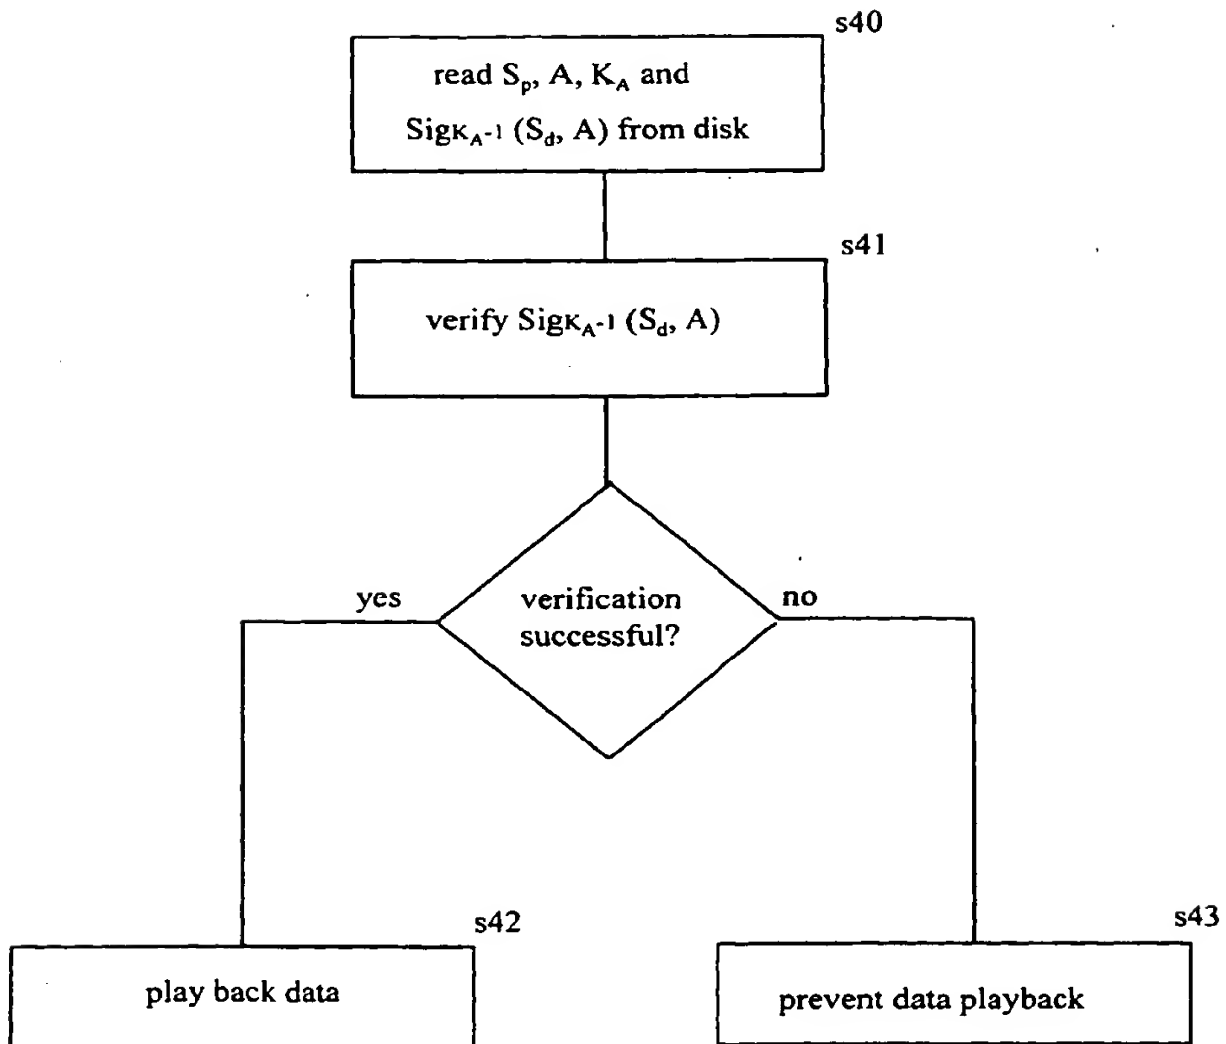 s40
read Sₚ, A, K_A and
Sig_{K_A-1} (S_d, A) from disk
s41
verify Sig_{K_A-1} (S_d, A)
yes
verification
successful?
no
s42
s43
play back data
prevent data playback